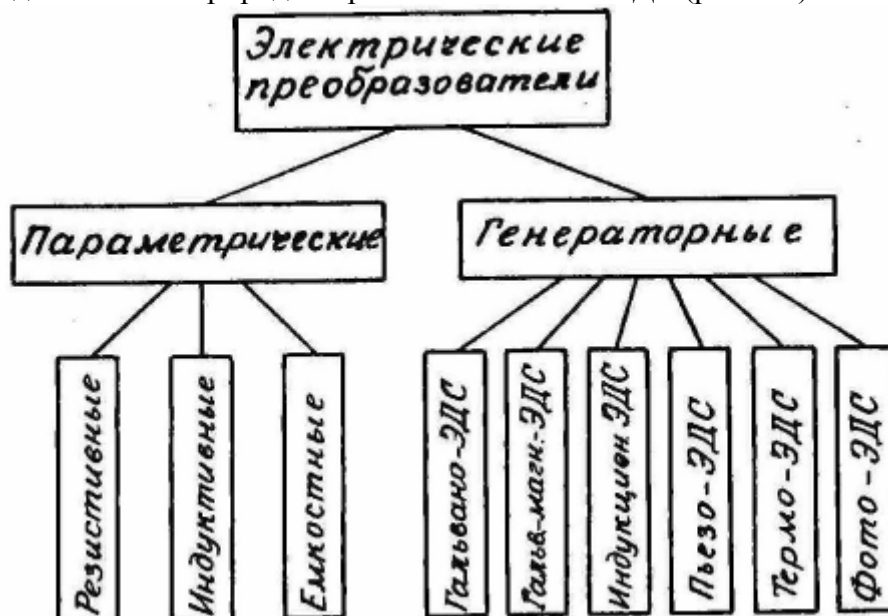 Электрические
преобразователи
Параметрические
Генераторные
Резистивные
Индуктивные
Емкостные
Гальвано-ЭДС
Гальв.-магн.-ЭДС
Индукцион ЭДС
Пьезо-ЭДС
Термо-ЭДС
Фото-ЭДС